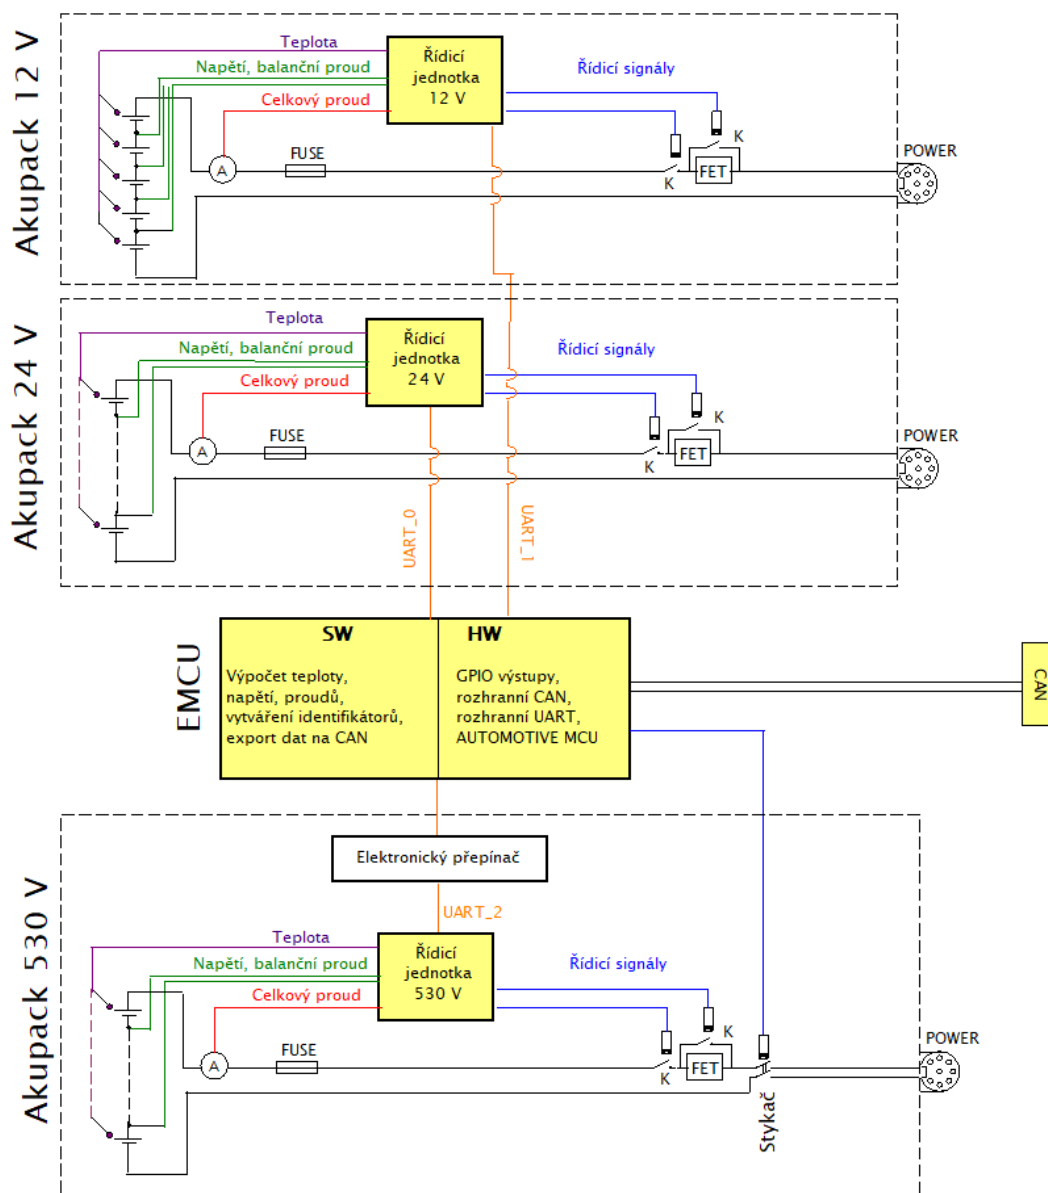 Akupack 12 V
Teplota
Napětí, balanční proud
Celkový proud
Řídicí
jednotka
12 V
Řídicí signály
A
FUSE
K
K
FET
POWER
Akupack 24 V
Teplota
Napětí, balanční proud
Celkový proud
Řídicí
jednotka
24 V
Řídicí signály
A
FUSE
K
K
FET
POWER
UART_0
UART_1
EMCU
SW
Výpočet teploty,
napětí, proudů,
vytváření identifikátorů,
export dat na CAN
HW
GPIO výstupy,
rozhranní CAN,
rozhranní UART,
AUTOMOTIVE MCU
CAN
Akupack 530 V
Elektronický přepínač
UART_2
Teplota
Napětí, balanční proud
Celkový proud
Řídicí
jednotka
530 V
Řídicí signály
A
FUSE
K
K
FET
Stykač
POWER